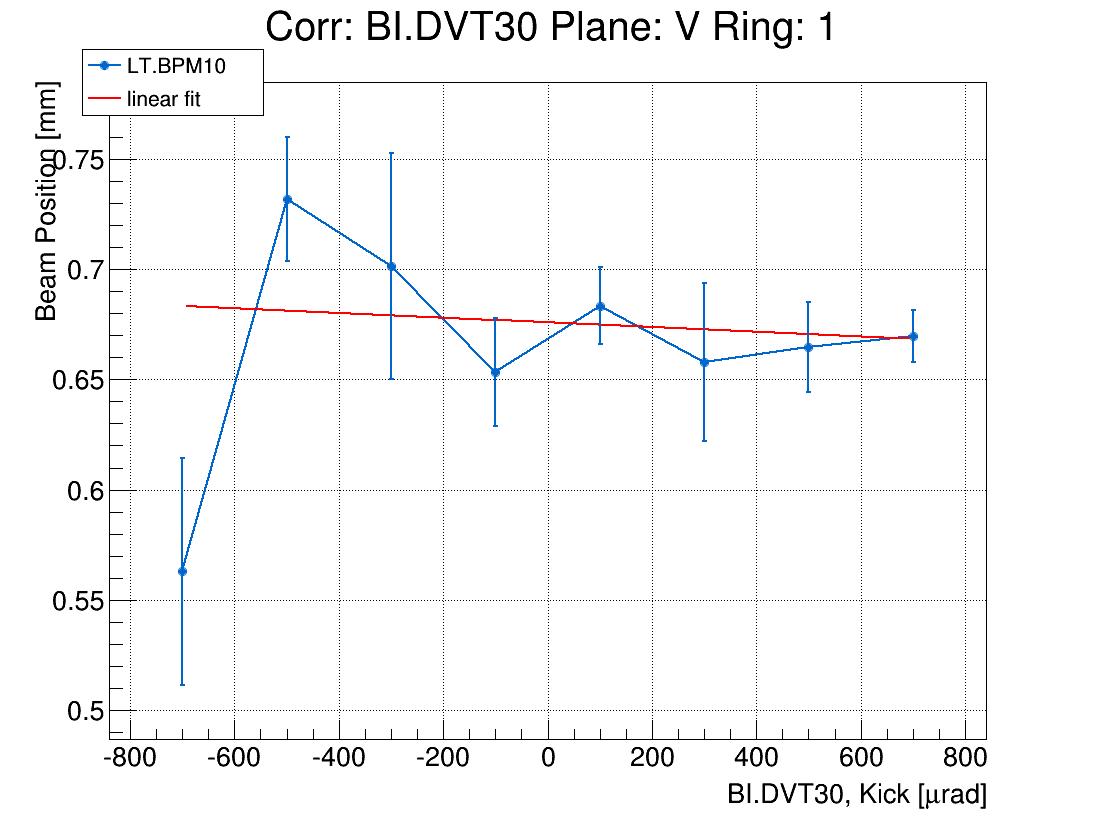 Corr: BI.DVT30 Plane: V Ring: 1
LT.BPM10
linear fit
Beam Position [mm]
0.75
0.7
0.65
0.6
0.55
0.5
-800 -600 -400 -200 0 200 400 600 800
BI.DVT30, Kick [μrad]